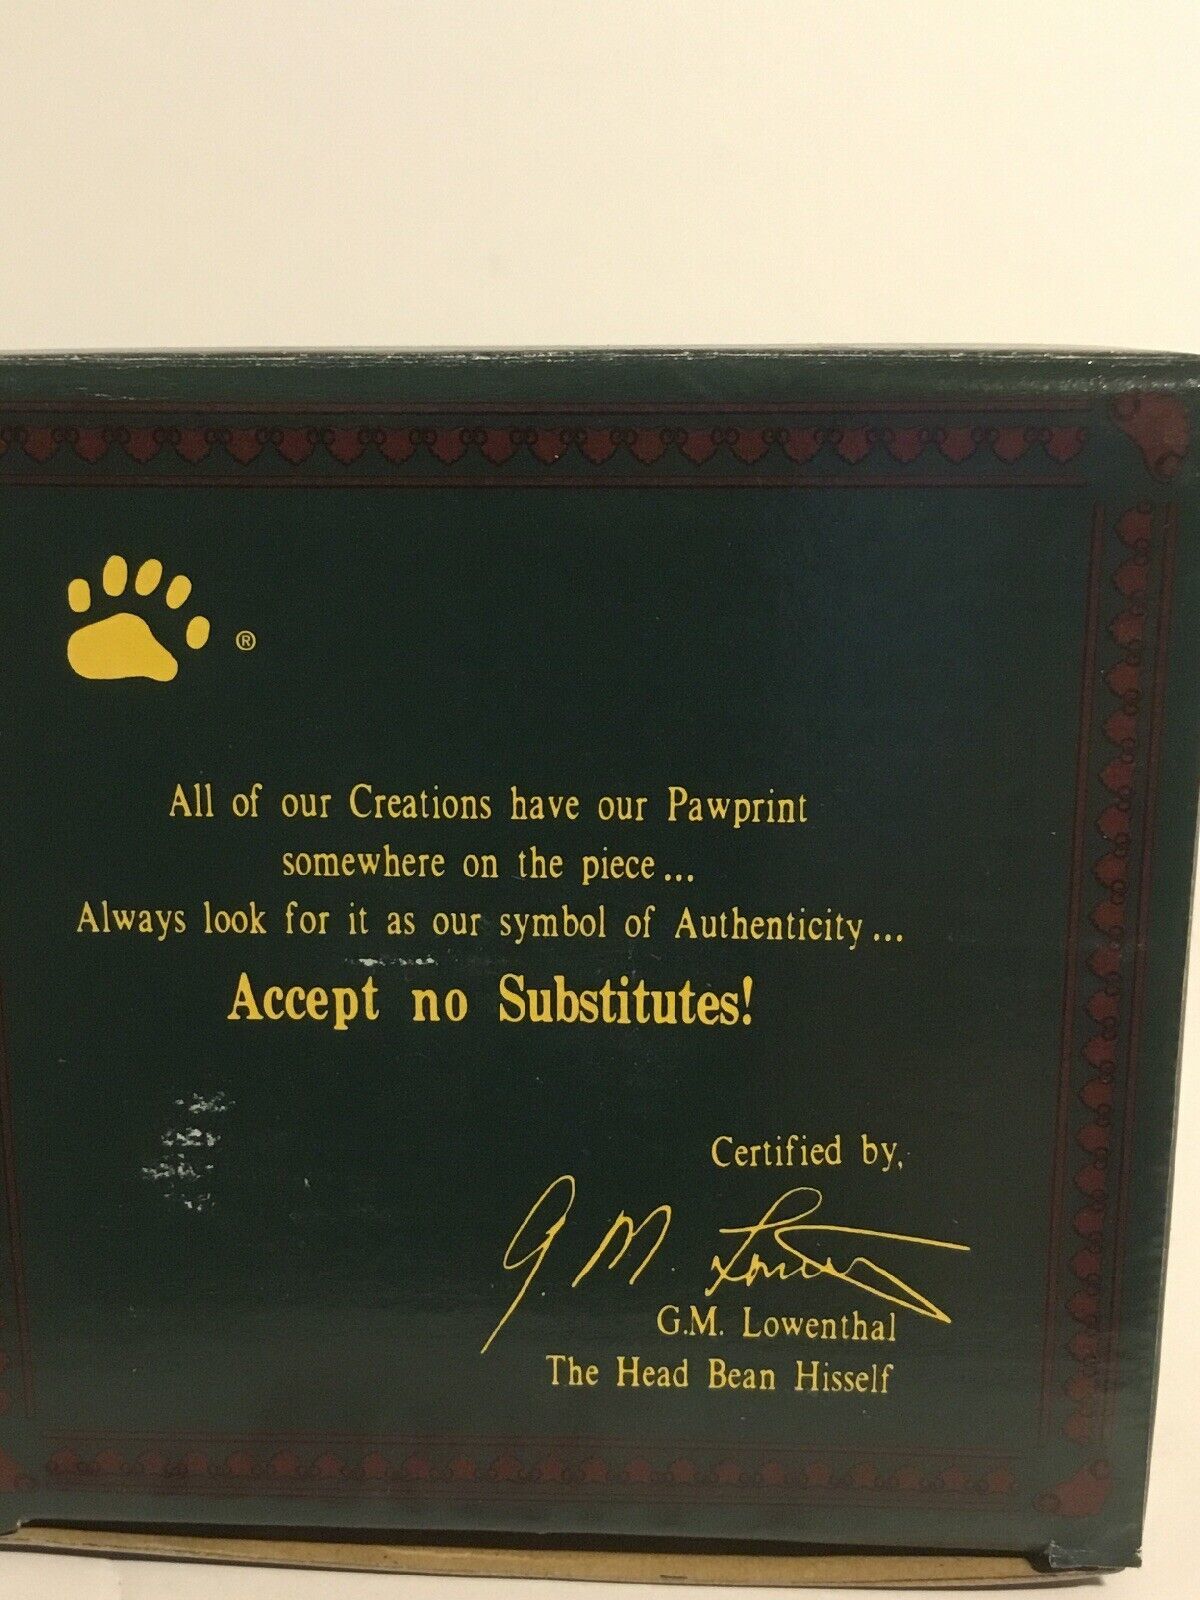 ®
All of our Creations have our Pawprint
somewhere on the piece...
Always look for it as our symbol of Authenticity...
Accept no Substitutes!
Certified by,
G. M. Lowenthal
G.M. Lowenthal
The Head Bean Hisself